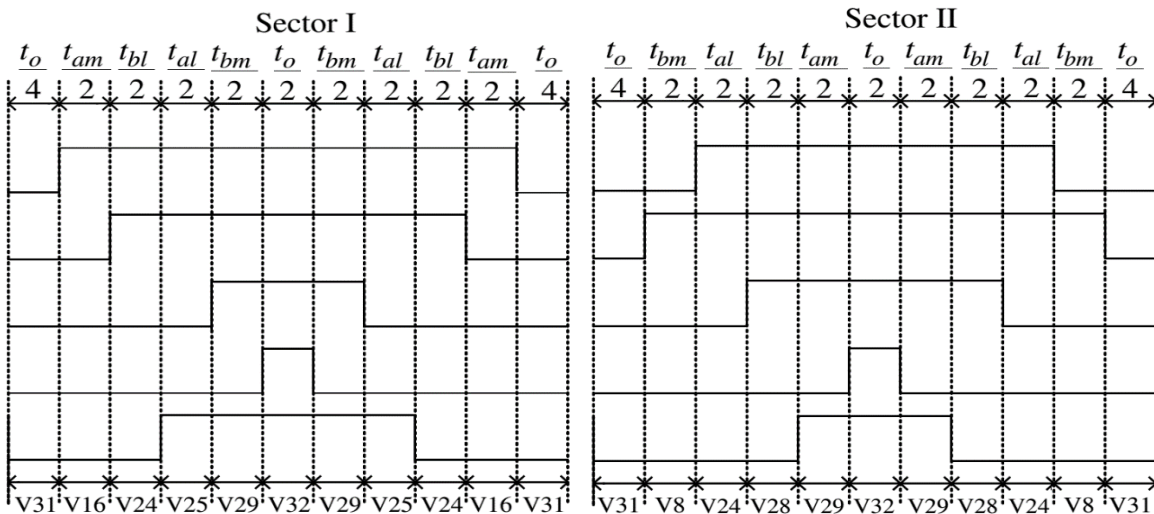 Sector I
t_o/4 t_am/2 t_bl/2 t_al/2 t_bm/2 t_o/2 t_bm/2 t_al/2 t_bl/2 t_am/2 t_o/4
V31 V16 V24 V25 V29 V32 V29 V25 V24 V16 V31
Sector II
t_o/4 t_bm/2 t_al/2 t_bl/2 t_am/2 t_o/2 t_am/2 t_bl/2 t_al/2 t_bm/2 t_o/4
V31 V8 V24 V28 V29 V32 V29 V28 V24 V8 V31